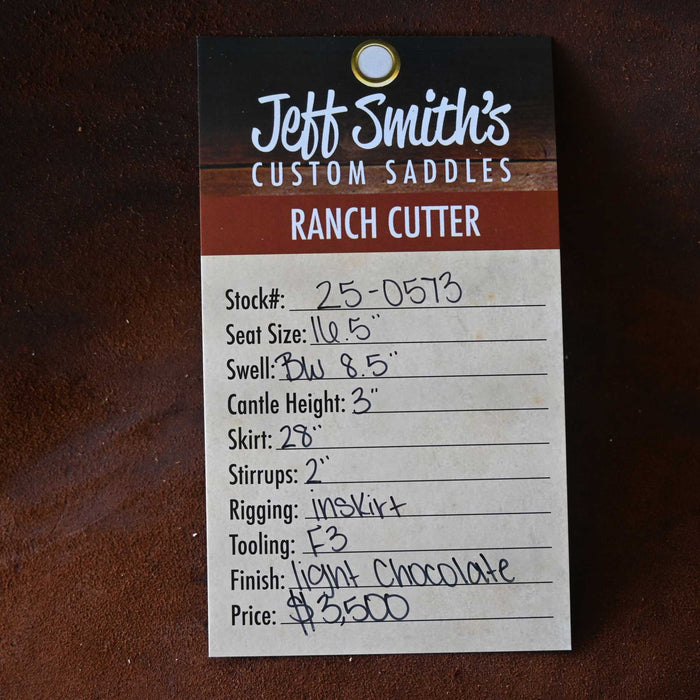 Jeff Smith's
CUSTOM SADDLES
RANCH CUTTER
Stock#: 25-0573
Seat Size: 16.5"
Swell: BW 8.5"
Cantle Height: 3"
Skirt: 28"
Stirrups: 2"
Rigging: inskirt
Tooling: F3
Finish: light Chocolate
Price: $3,500